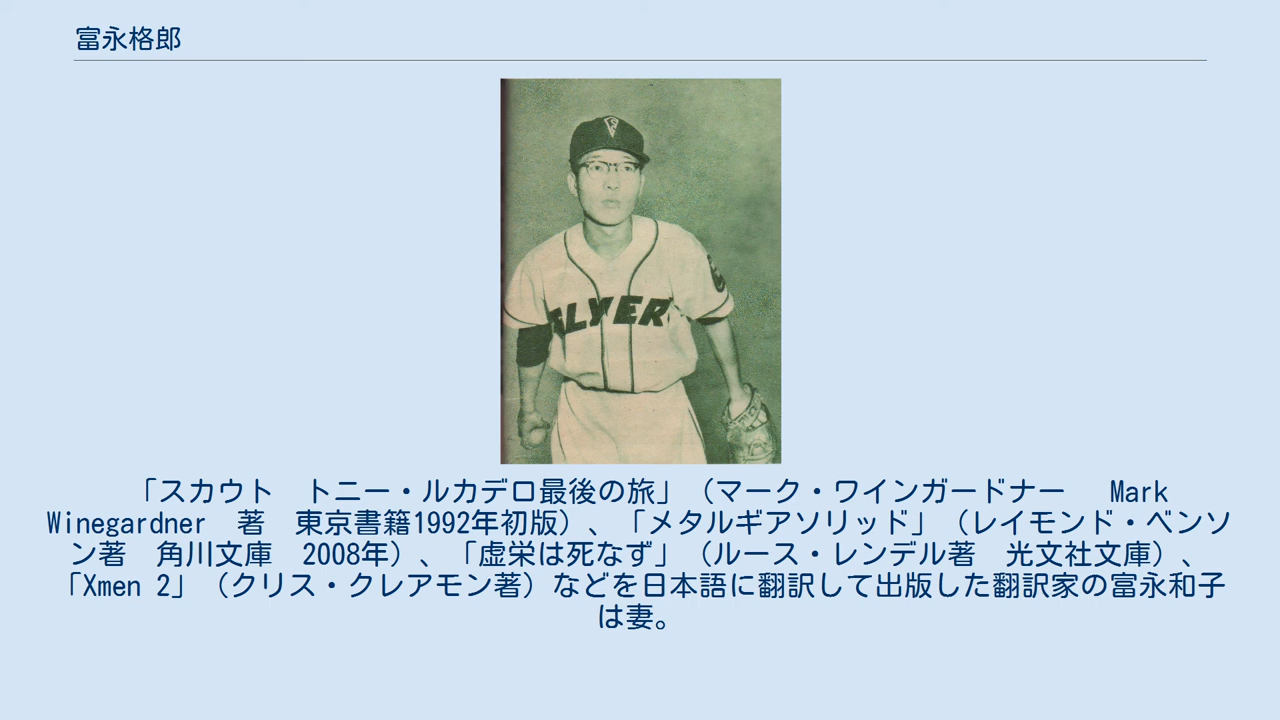 富永格郎
FLYERS
「スカウト　トニー・ルカデロ最後の旅」（マーク・ワインガードナー　 Mark
Winegardner　著　東京書籍1992年初版）、「メタルギアソリッド」（レイモンド・ベンソ
ン著　角川文庫　2008年）、「虚栄は死なず」（ルース・レンデル著　光文社文庫）、
「Xmen 2」（クリス・クレアモン著）などを日本語に翻訳して出版した翻訳家の富永和子
は妻。